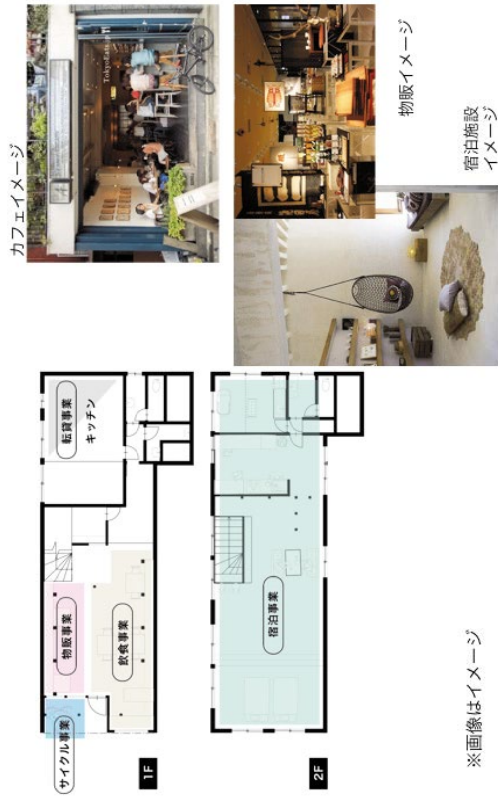 カフェイメージ
TokyoEats
物販イメージ
宿泊施設
イメージ
転貸事業
キッチン
物販事業
飲食事業
サイクル事業
1F
宿泊事業
2F
※画像はイメージ